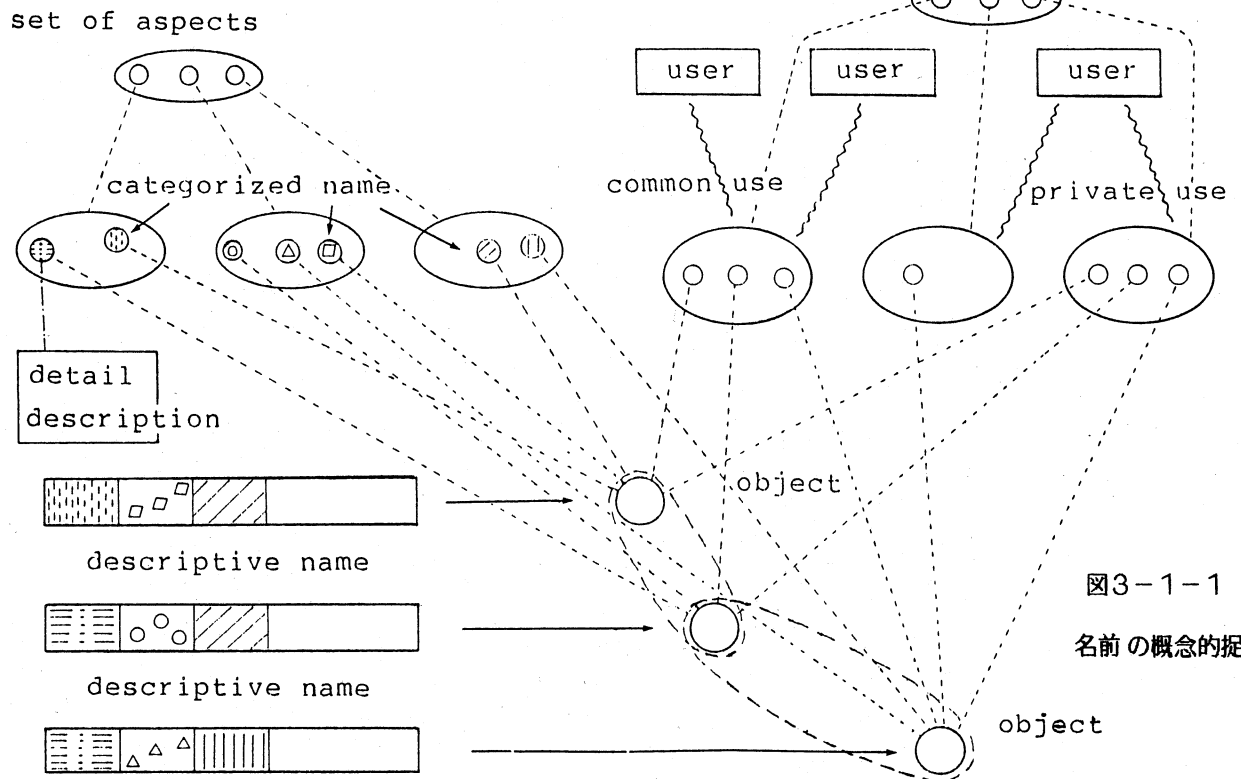 set of aspects
user
user
user
categorized name
common use
private use
detail
description
object
descriptive name
図3-1-1
名前の概念的捉
descriptive name
object